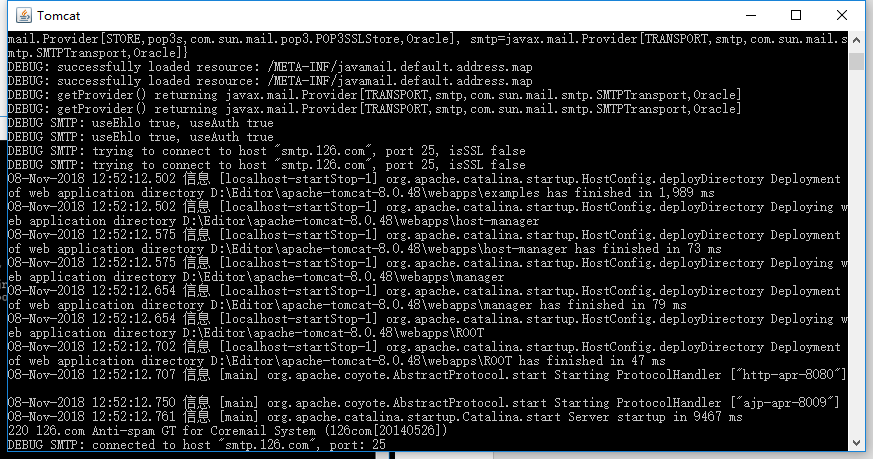 Tomcat
mail.Provider[STORE,pop3s,com.sun.mail.pop3.POP3SSLStore,Oracle], smtp=javax.mail.Provider[TRANSPORT,smtp,com.sun.mail.s
mtp.SMTPTransport,Oracle]}
DEBUG: successfully loaded resource: /META-INF/javamail.default.address.map
DEBUG: successfully loaded resource: /META-INF/javamail.default.address.map
DEBUG: getProvider() returning javax.mail.Provider[TRANSPORT,smtp,com.sun.mail.smtp.SMTPTransport,Oracle]
DEBUG: getProvider() returning javax.mail.Provider[TRANSPORT,smtp,com.sun.mail.smtp.SMTPTransport,Oracle]
DEBUG SMTP: useEhlo true, useAuth true
DEBUG SMTP: useEhlo true, useAuth true
DEBUG SMTP: trying to connect to host "smtp.126.com", port 25, isSSL false
DEBUG SMTP: trying to connect to host "smtp.126.com", port 25, isSSL false
08-Nov-2018 12:52:12.502 信息 [localhost-startStop-1] org.apache.catalina.startup.HostConfig.deployDirectory Deployment
of web application directory D:\Editor\apache-tomcat-8.0.48\webapps\examples has finished in 1,989 ms
08-Nov-2018 12:52:12.502 信息 [localhost-startStop-1] org.apache.catalina.startup.HostConfig.deployDirectory Deploying w
eb application directory D:\Editor\apache-tomcat-8.0.48\webapps\host-manager
08-Nov-2018 12:52:12.575 信息 [localhost-startStop-1] org.apache.catalina.startup.HostConfig.deployDirectory Deployment
of web application directory D:\Editor\apache-tomcat-8.0.48\webapps\host-manager has finished in 73 ms
08-Nov-2018 12:52:12.575 信息 [localhost-startStop-1] org.apache.catalina.startup.HostConfig.deployDirectory Deploying w
eb application directory D:\Editor\apache-tomcat-8.0.48\webapps\manager
08-Nov-2018 12:52:12.654 信息 [localhost-startStop-1] org.apache.catalina.startup.HostConfig.deployDirectory Deployment
of web application directory D:\Editor\apache-tomcat-8.0.48\webapps\manager has finished in 79 ms
08-Nov-2018 12:52:12.654 信息 [localhost-startStop-1] org.apache.catalina.startup.HostConfig.deployDirectory Deploying w
eb application directory D:\Editor\apache-tomcat-8.0.48\webapps\ROOT
08-Nov-2018 12:52:12.702 信息 [localhost-startStop-1] org.apache.catalina.startup.HostConfig.deployDirectory Deployment
of web application directory D:\Editor\apache-tomcat-8.0.48\webapps\ROOT has finished in 47 ms
08-Nov-2018 12:52:12.707 信息 [main] org.apache.coyote.AbstractProtocol.start Starting ProtocolHandler ["http-apr-8080"]
08-Nov-2018 12:52:12.750 信息 [main] org.apache.coyote.AbstractProtocol.start Starting ProtocolHandler ["ajp-apr-8009"]
08-Nov-2018 12:52:12.761 信息 [main] org.apache.catalina.startup.Catalina.start Server startup in 9467 ms
220 126.com Anti-spam GT for Coremail System (126com[20140526])
DEBUG SMTP: connected to host "smtp.126.com", port: 25